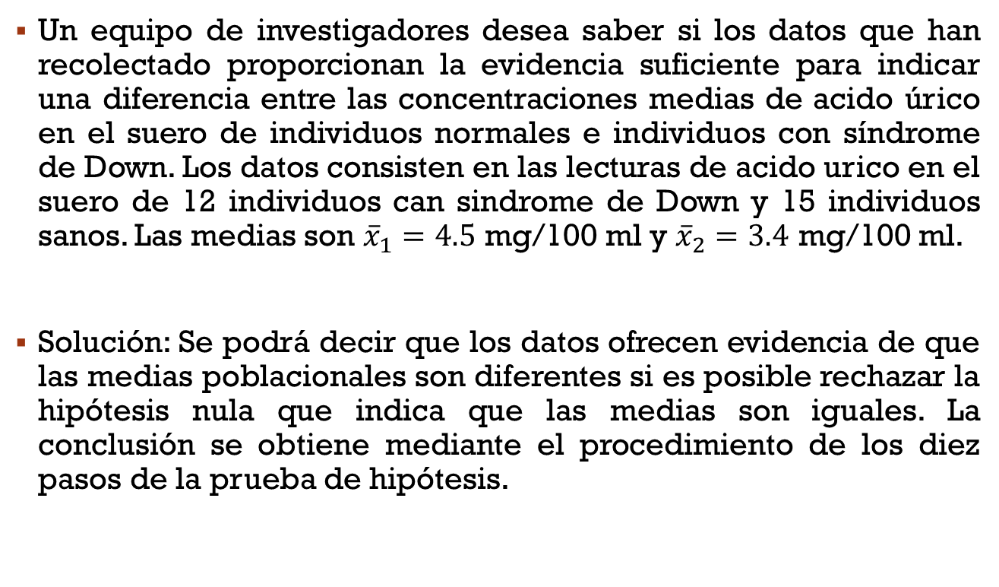 ▪ Un equipo de investigadores desea saber si los datos que han
recolectado proporcionan la evidencia suficiente para indicar
una diferencia entre las concentraciones medias de acido úrico
en el suero de individuos normales e individuos con síndrome
de Down. Los datos consisten en las lecturas de acido urico en el
suero de 12 individuos can sindrome de Down y 15 individuos
sanos. Las medias son x̄₁ = 4.5 mg/100 ml y x̄₂ = 3.4 mg/100 ml.
▪ Solución: Se podrá decir que los datos ofrecen evidencia de que
las medias poblacionales son diferentes si es posible rechazar la
hipótesis nula que indica que las medias son iguales. La
conclusión se obtiene mediante el procedimiento de los diez
pasos de la prueba de hipótesis.